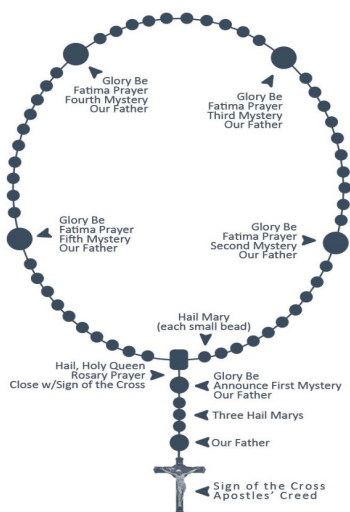 Glory Be
Fatima Prayer
Fourth Mystery
Our Father
Glory Be
Fatima Prayer
Third Mystery
Our Father
Glory Be
Fatima Prayer
Fifth Mystery
Our Father
Glory Be
Fatima Prayer
Second Mystery
Our Father
Hail Mary
(each small bead)
Hail, Holy Queen
Rosary Prayer
Close w/Sign of the Cross
Glory Be
Announce First Mystery
Our Father
Three Hail Marys
Our Father
Sign of the Cross
Apostles' Creed